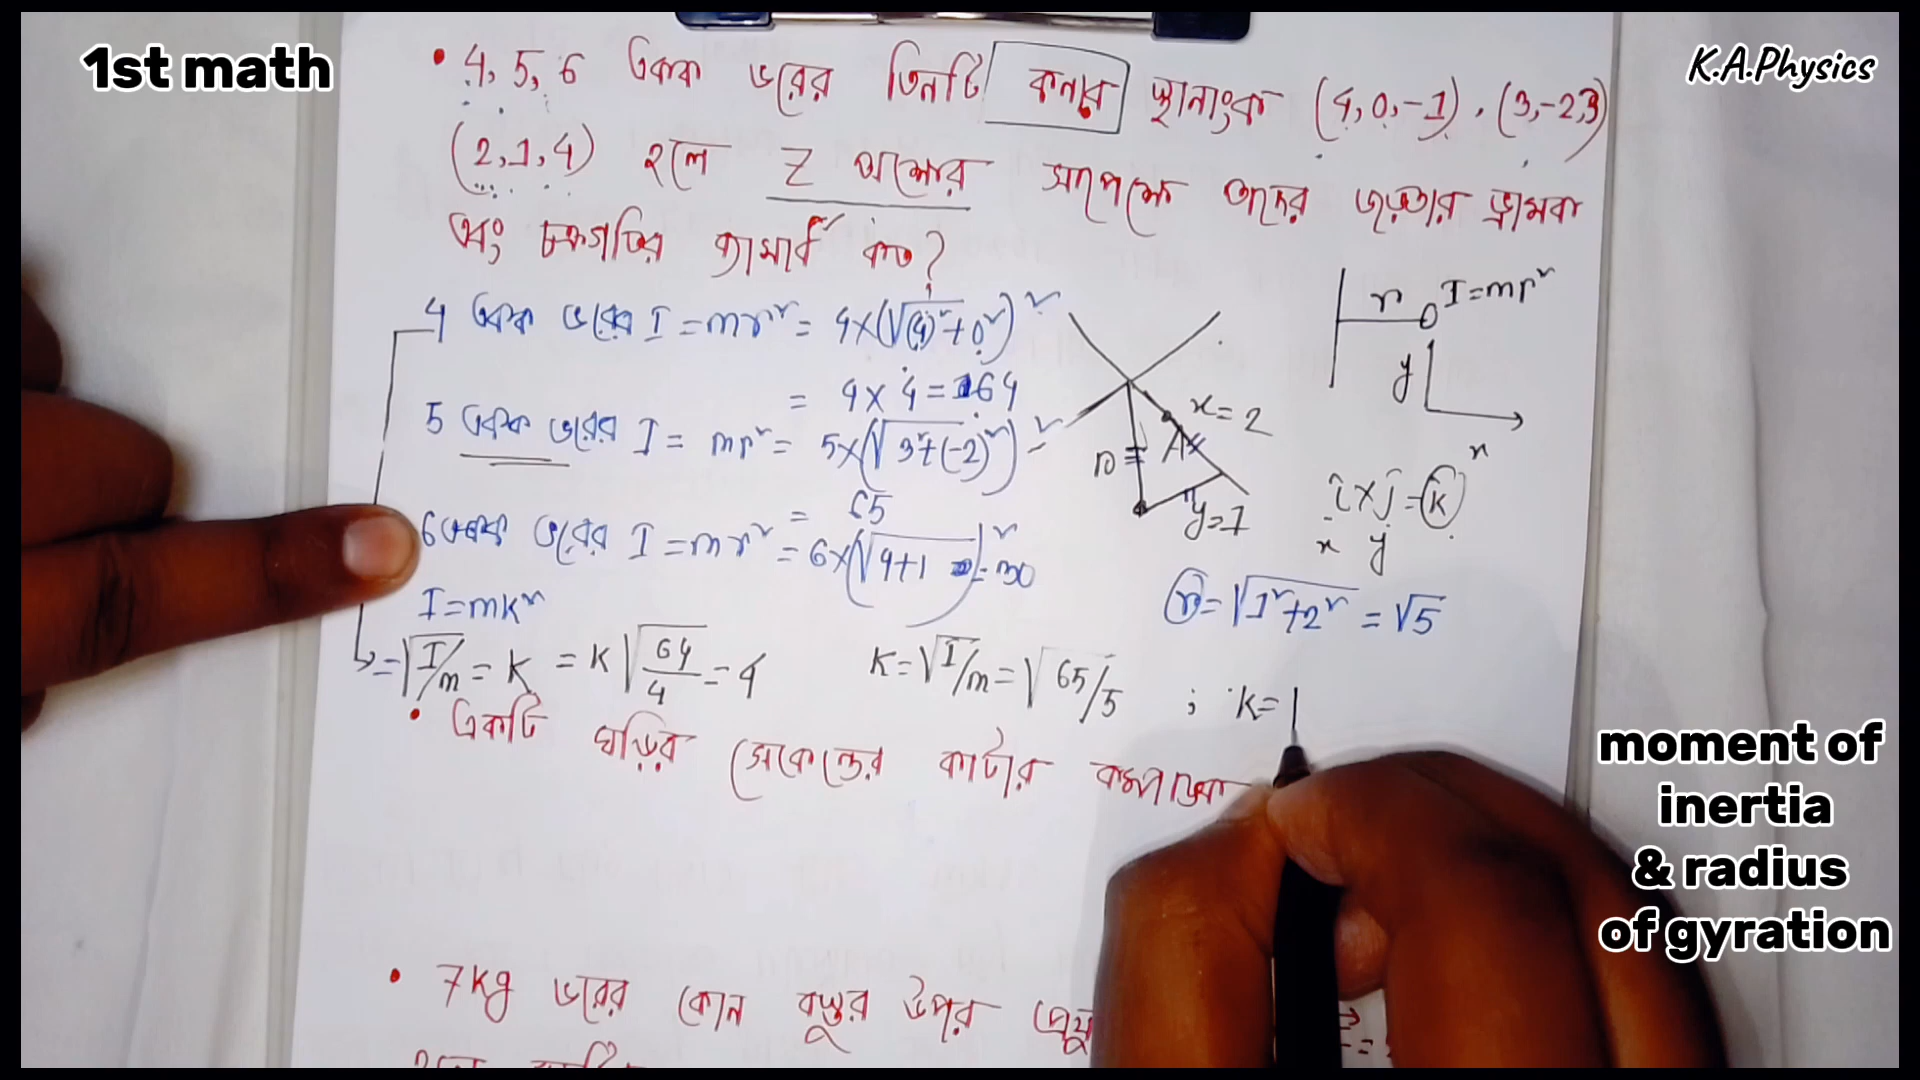 1st math
K.A.Physics
• 4, 5, 6 একক ভরের তিনটি কনার স্থানাংক (4,0,-1), (3,-2,3)
(2,1,4) হলে Z অক্ষের সাপেক্ষে তাদের জড়তার ভ্রামক
এবং চক্রগতির ব্যাসার্ধ কত?
4 একক ভরের I = mr² = 4×(√(4)²+0²)²
= 4×4 = 64
5 একক ভরের I = mr² = 5×(√3²+(-2)²)²
= 65
6 একক ভরের I = mr² = 6×(√4+1)² = 30
I = mk²
= √I/m = K = K √64/4 = 4
K = √I/m = √65/5 ; K =
r I = mr²
y
x
x = 2
r
y = 1
î × ĵ = k
x y
r = √1²+2² = √5
• একটি ঘড়ির সেকেন্ডের কাটার
• 7kg ভরের কোন বস্তুর উপর
moment of
inertia
& radius
of gyration